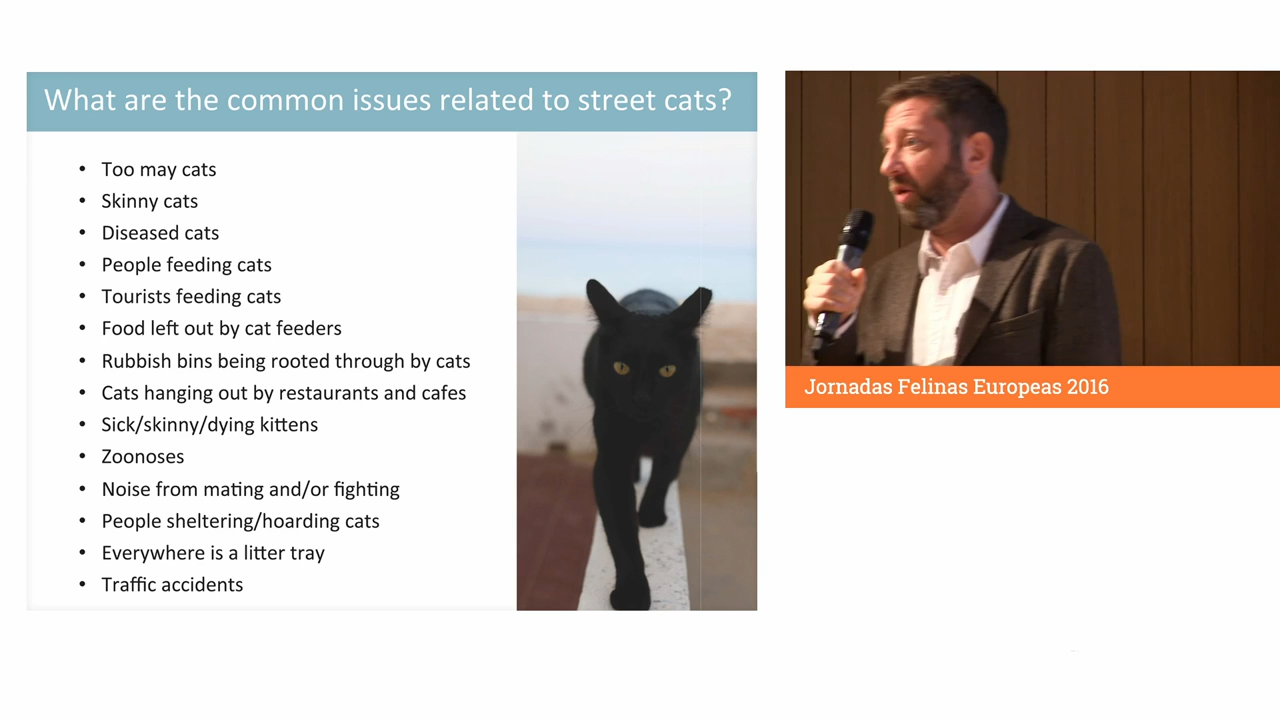 What are the common issues related to street cats?
• Too may cats
• Skinny cats
• Diseased cats
• People feeding cats
• Tourists feeding cats
• Food left out by cat feeders
• Rubbish bins being rooted through by cats
• Cats hanging out by restaurants and cafes
• Sick/skinny/dying kittens
• Zoonoses
• Noise from mating and/or fighting
• People sheltering/hoarding cats
• Everywhere is a litter tray
• Traffic accidents
Jornadas Felinas Europeas 2016